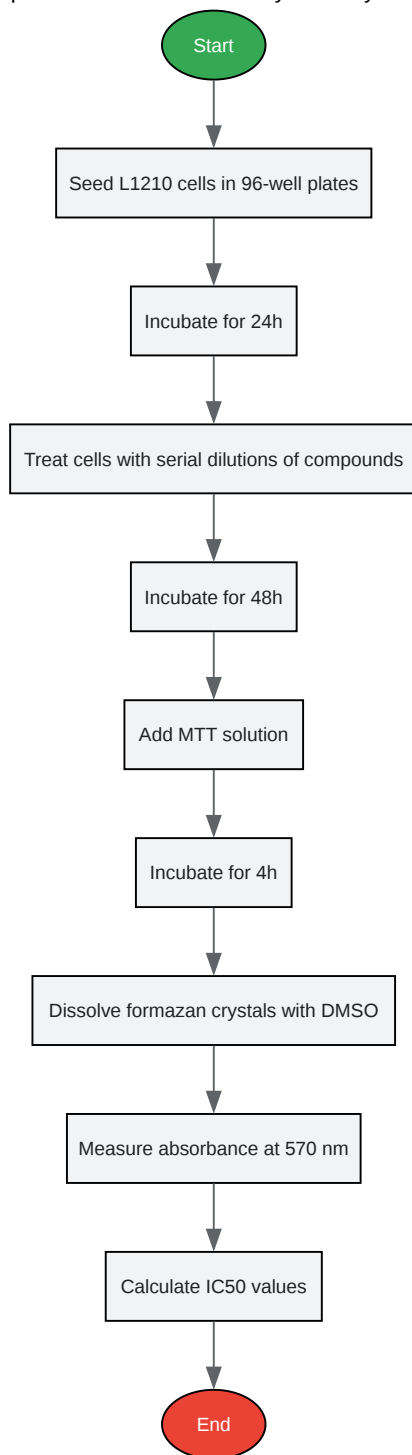 Start
Seed L1210 cells in 96-well plates
Incubate for 24h
Treat cells with serial dilutions of compounds
Incubate for 48h
Add MTT solution
Incubate for 4h
Dissolve formazan crystals with DMSO
Measure absorbance at 570 nm
Calculate IC50 values
End